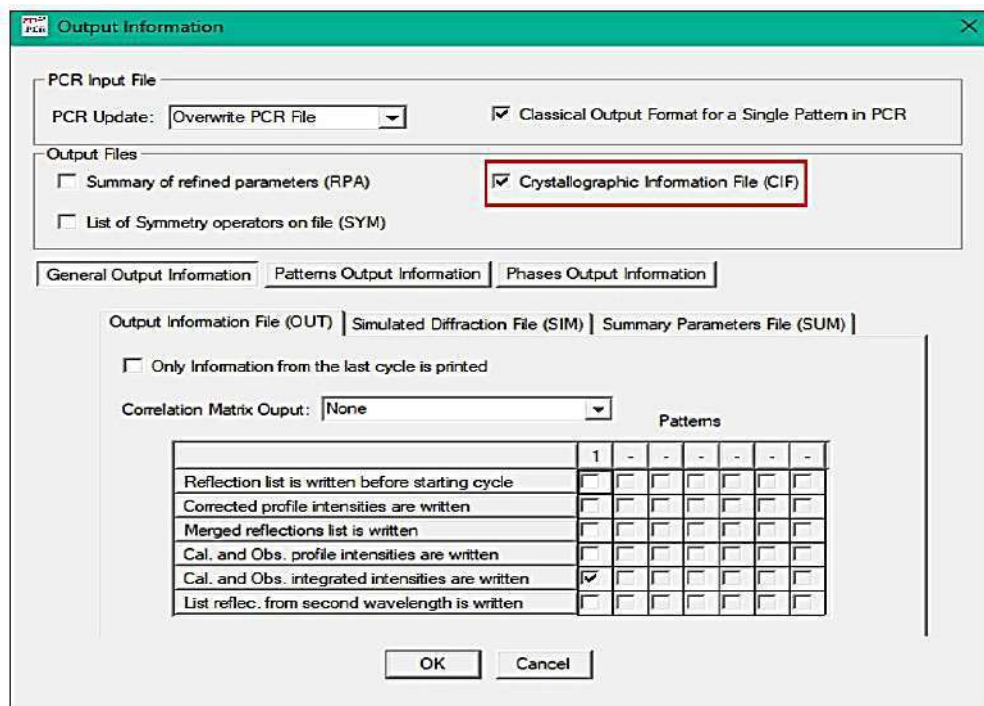 Output Information
PCR Input File
PCR Update: Overwrite PCR File
Classical Output Format for a Single Pattern in PCR
Output Files
Summary of refined parameters (RPA)
Crystallographic Information File (CIF)
List of Symmetry operators on file (SYM)
General Output Information Patterns Output Information Phases Output Information
Output Information File (OUT) Simulated Diffraction File (SIM) Summary Parameters File (SUM)
Only Information from the last cycle is printed
Correlation Matrix Ouput: None
Patterns
1 - - - - - -
Reflection list is written before starting cycle
Corrected profile intensities are written
Merged reflections list is written
Cal. and Obs. profile intensities are written
Cal. and Obs. integrated intensities are written
List reflec. from second wavelength is written
OK Cancel